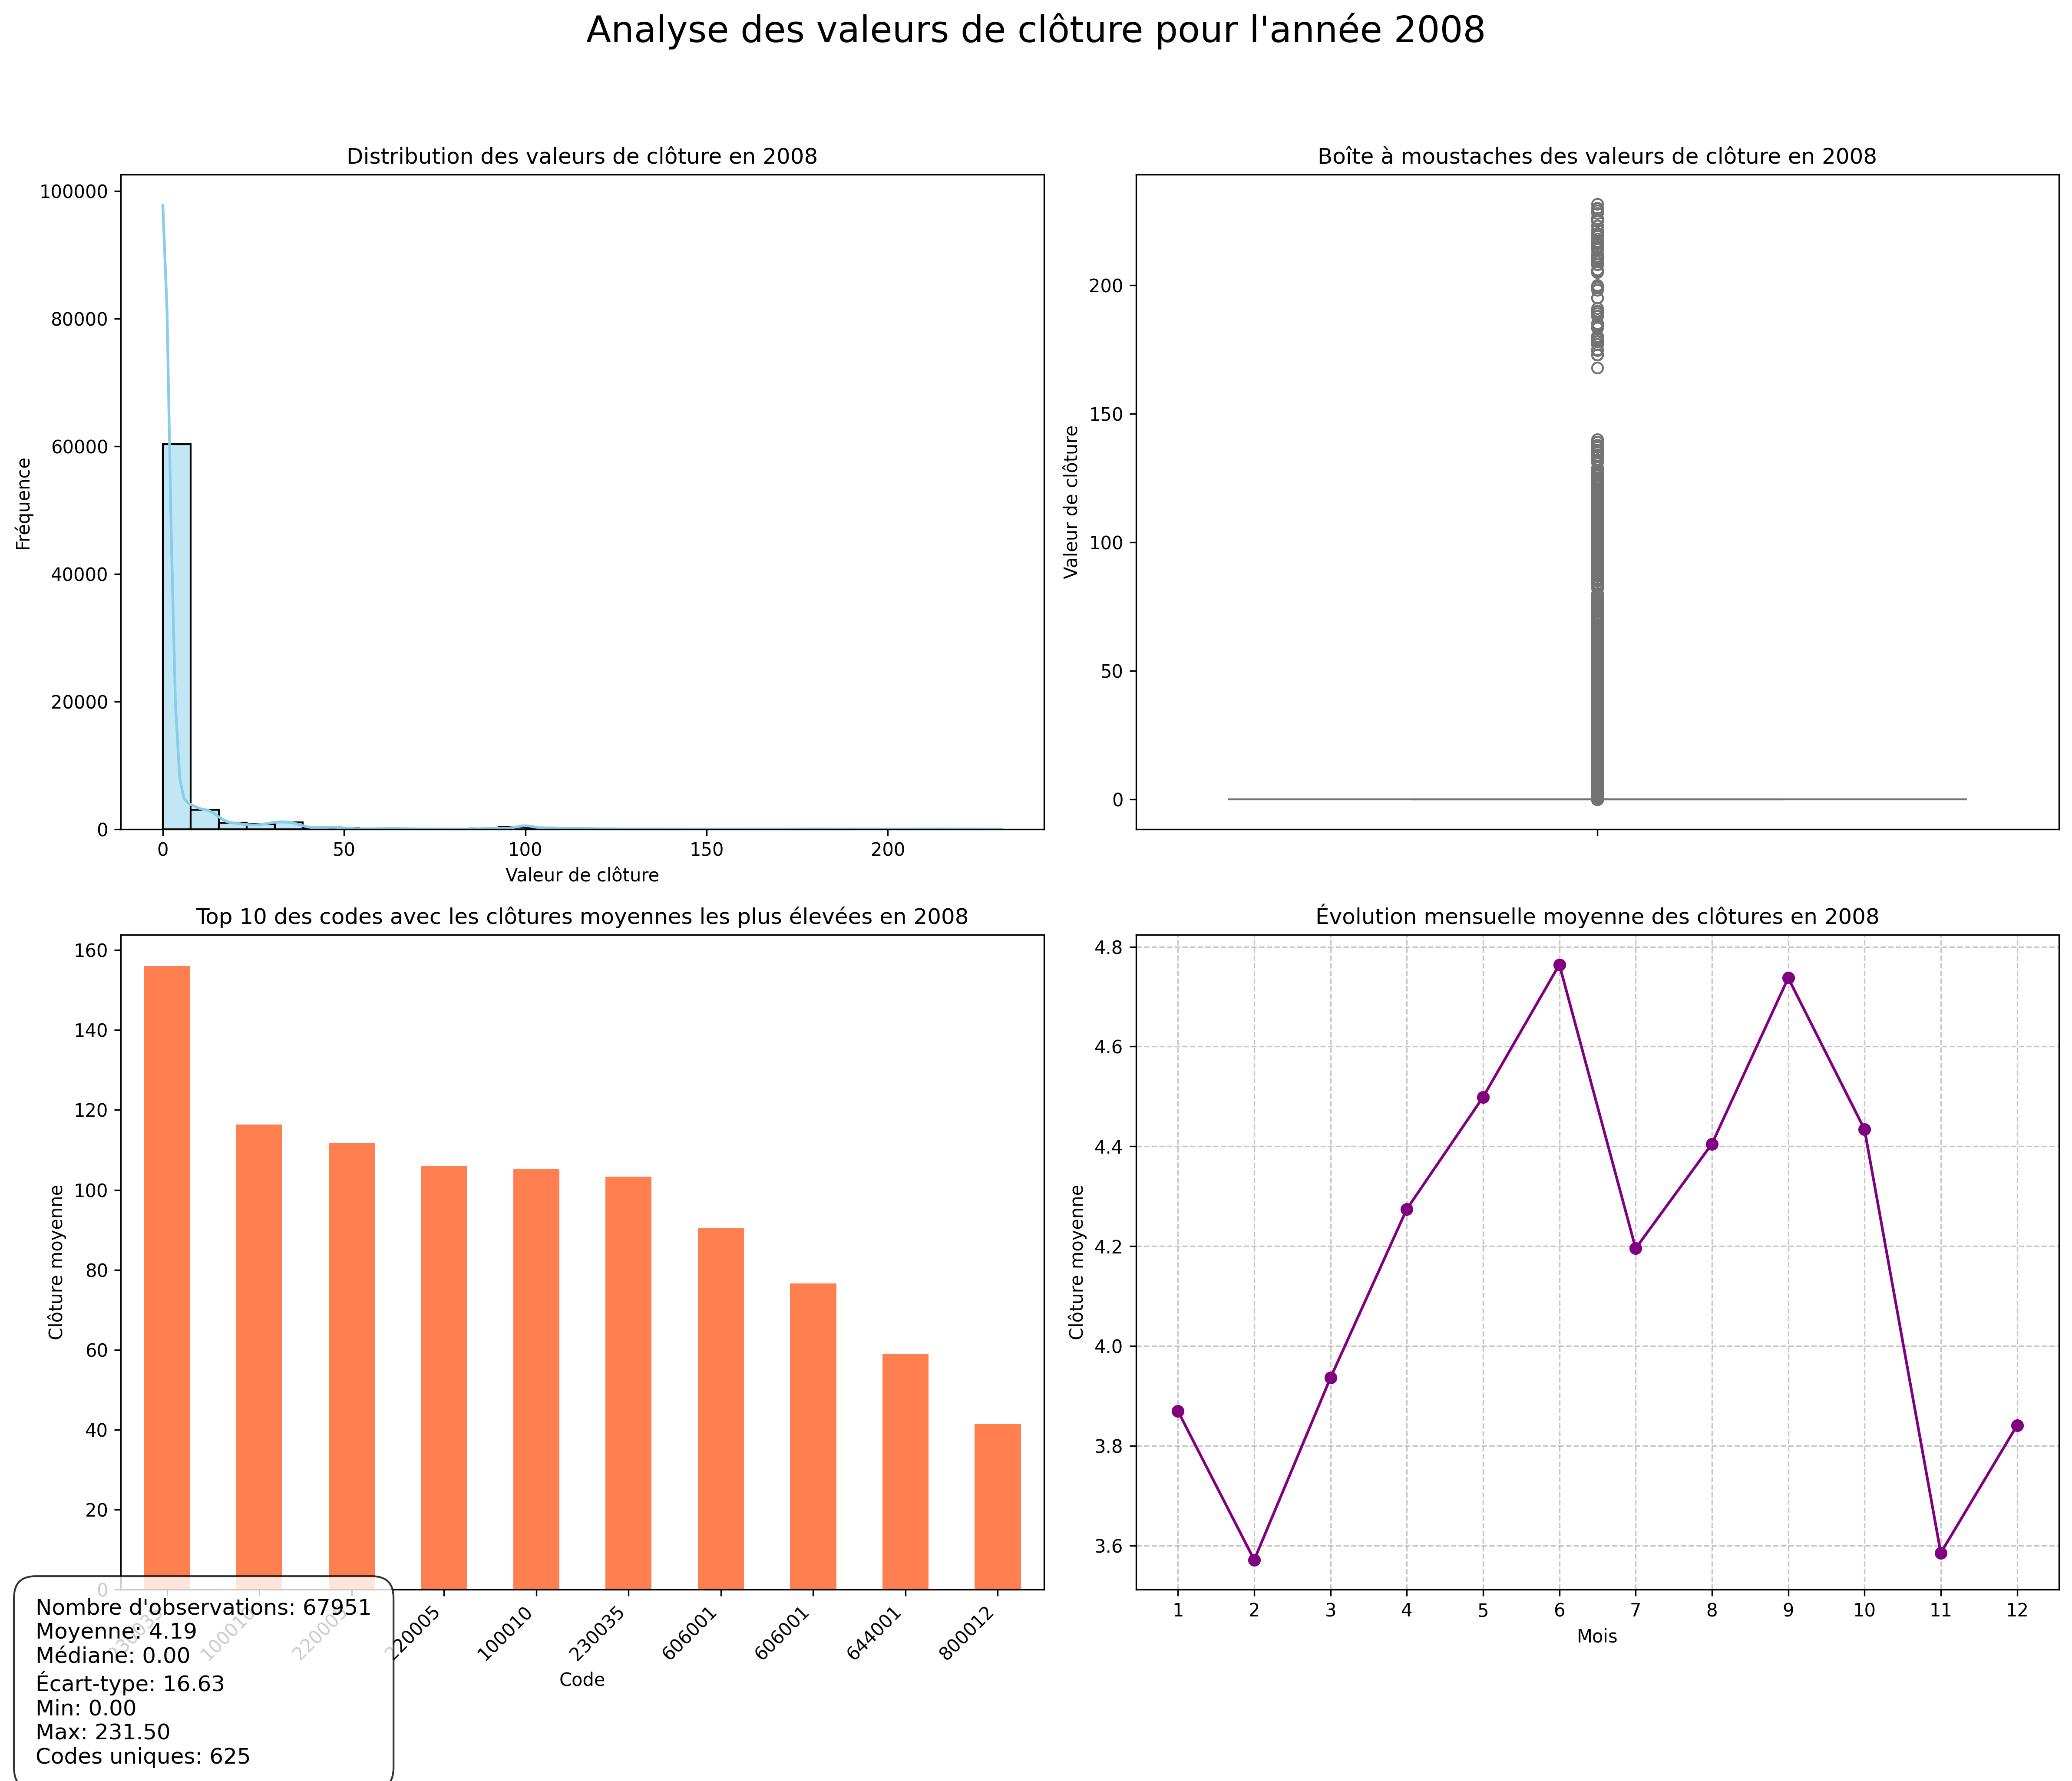 Analyse des valeurs de clôture pour l'année 2008
Distribution des valeurs de clôture en 2008
Fréquence
100000
80000
60000
40000
20000
0
0 50 100 150 200
Valeur de clôture
Boîte à moustaches des valeurs de clôture en 2008
Valeur de clôture
200
150
100
50
0
Top 10 des codes avec les clôtures moyennes les plus élevées en 2008
Clôture moyenne
160
140
120
100
80
60
40
20
0
100010
2200005
100010
230035
606001
606001
644001
800012
Code
Évolution mensuelle moyenne des clôtures en 2008
Clôture moyenne
4.8
4.6
4.4
4.2
4.0
3.8
3.6
1 2 3 4 5 6 7 8 9 10 11 12
Mois
Nombre d'observations: 67951
Moyenne: 4.19
Médiane: 0.00
Écart-type: 16.63
Min: 0.00
Max: 231.50
Codes uniques: 625